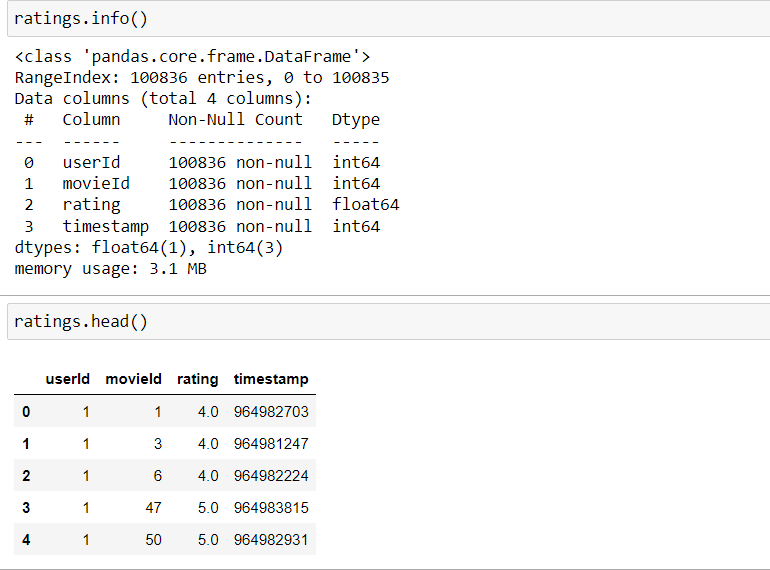 ratings.info()
<class 'pandas.core.frame.DataFrame'>
RangeIndex: 100836 entries, 0 to 100835
Data columns (total 4 columns):
 #   Column     Non-Null Count   Dtype
---  ------     --------------   -----
 0   userId     100836 non-null  int64
 1   movieId    100836 non-null  int64
 2   rating     100836 non-null  float64
 3   timestamp  100836 non-null  int64
dtypes: float64(1), int64(3)
memory usage: 3.1 MB
ratings.head()
userId movieId rating timestamp
0 1 1 4.0 964982703
1 1 3 4.0 964981247
2 1 6 4.0 964982224
3 1 47 5.0 964983815
4 1 50 5.0 964982931